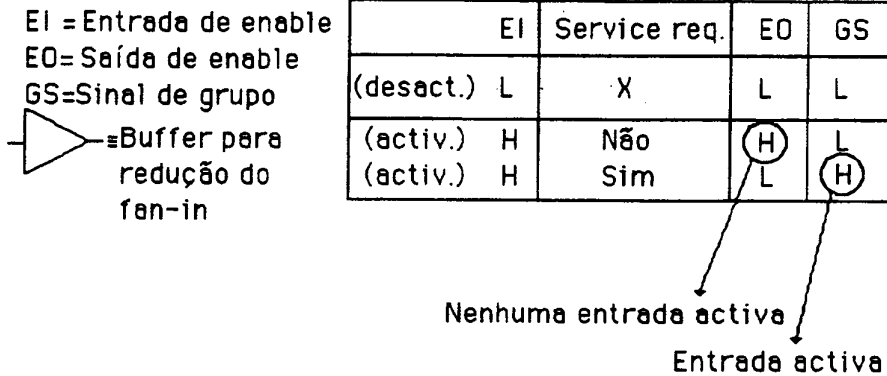 EI = Entrada de enable
EO= Saída de enable
GS=Sinal de grupo
≡Buffer para
redução do
fan-in
EI Service req. EO GS
(desact.) L X L L
(activ.) H Não H L
(activ.) H Sim L H
Nenhuma entrada activa
Entrada activa